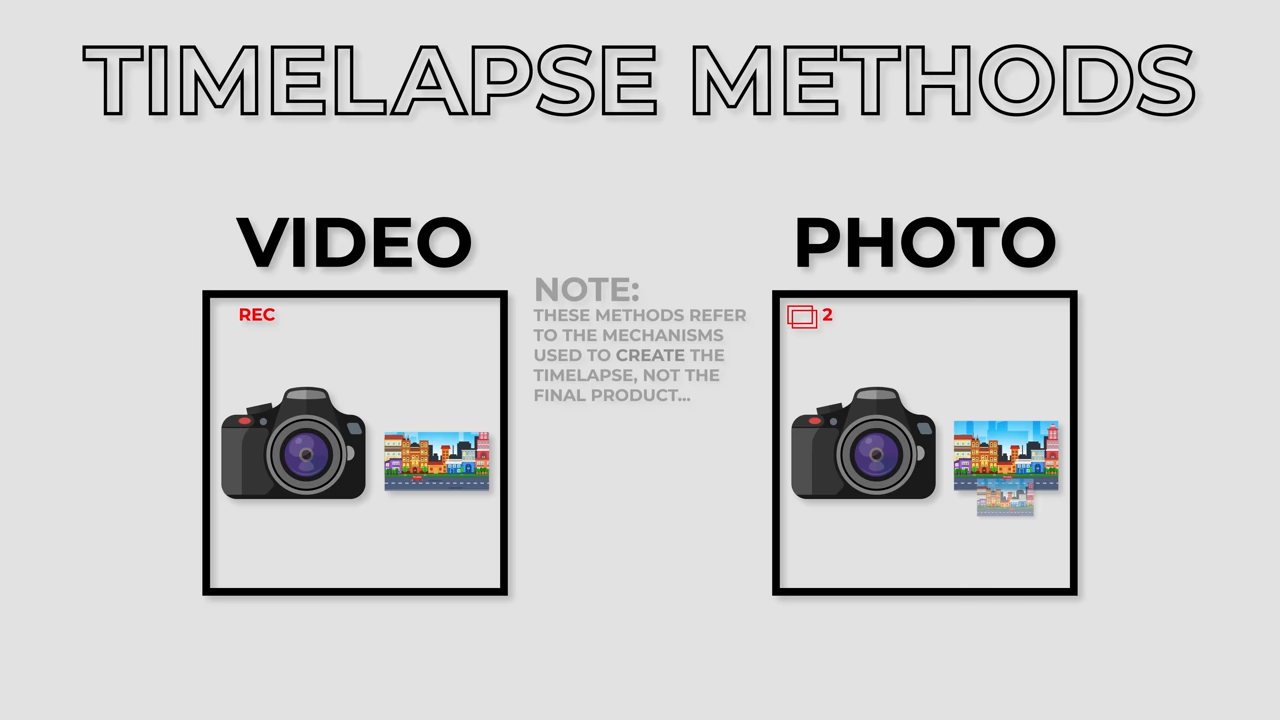 TIMELAPSE METHODS
VIDEO
REC
NOTE:
THESE METHODS REFER
TO THE MECHANISMS
USED TO CREATE THE
TIMELAPSE, NOT THE
FINAL PRODUCT...
PHOTO
2